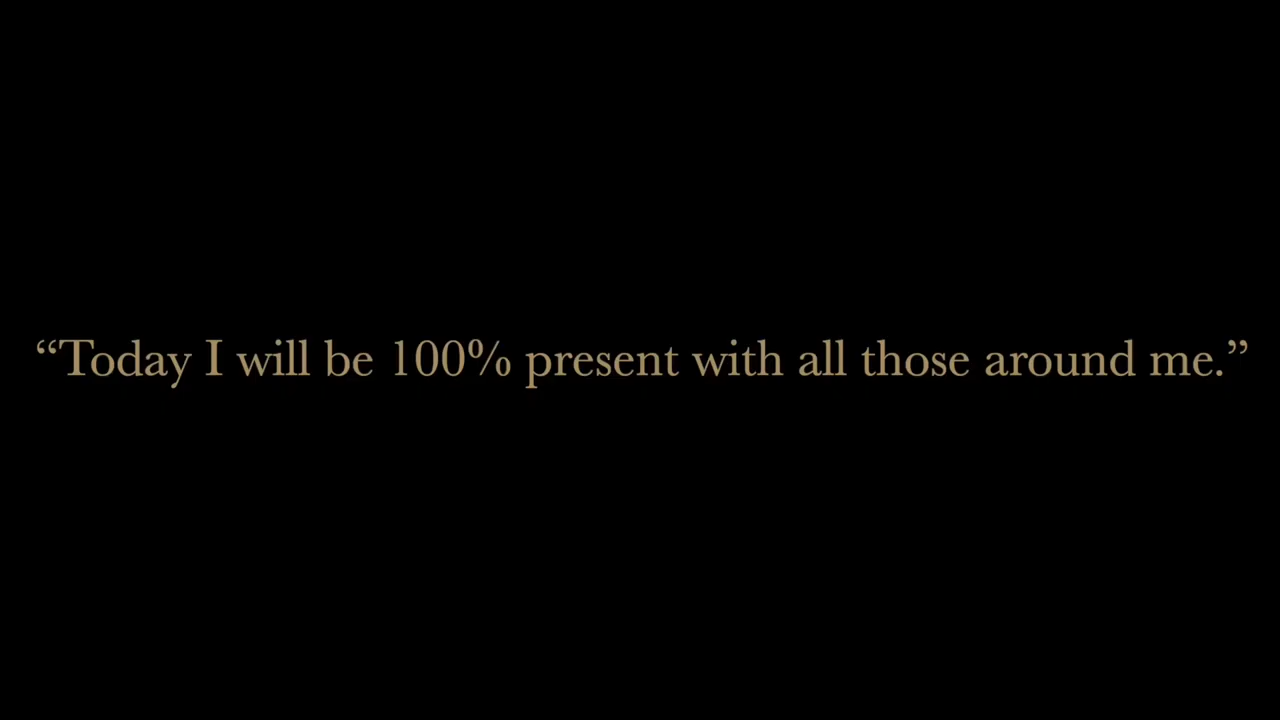 “Today I will be 100% present with all those around me.”